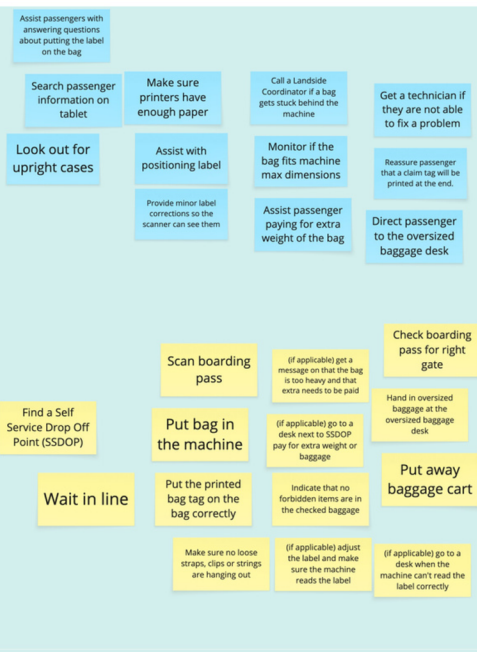 Assist passengers with
answering questions
about putting the label
on the bag
Search passenger
information on
tablet
Make sure
printers have
enough paper
Call a Landside
Coordinator if a bag
gets stuck behind the
machine
Get a technician if
they are not able
to fix a problem
Look out for
upright cases
Assist with
positioning label
Monitor if the
bag fits machine
max dimensions
Reassure passenger
that a claim tag will be
printed at the end.
Provide minor label
corrections so the
scanner can see them
Assist passenger
paying for extra
weight of the bag
Direct passenger
to the oversized
baggage desk
Check boarding
pass for right
gate
Scan boarding
pass
(if applicable) get a
message on that the bag
is too heavy and that
extra needs to be paid
Hand in oversized
baggage at the
oversized baggage
desk
Find a Self
Service Drop Off
Point (SSDOP)
Put bag in
the machine
(if applicable) go to a
desk next to SSDOP
pay for extra weight or
baggage
Put away
baggage cart
Wait in line
Put the printed
bag tag on the
bag correctly
Indicate that no
forbidden items are in
the checked baggage
Make sure no loose
straps, clips or strings
are hanging out
(if applicable) adjust
the label and make
sure the machine
reads the label
(if applicable) go to a
desk when the
machine can't read the
label correctly